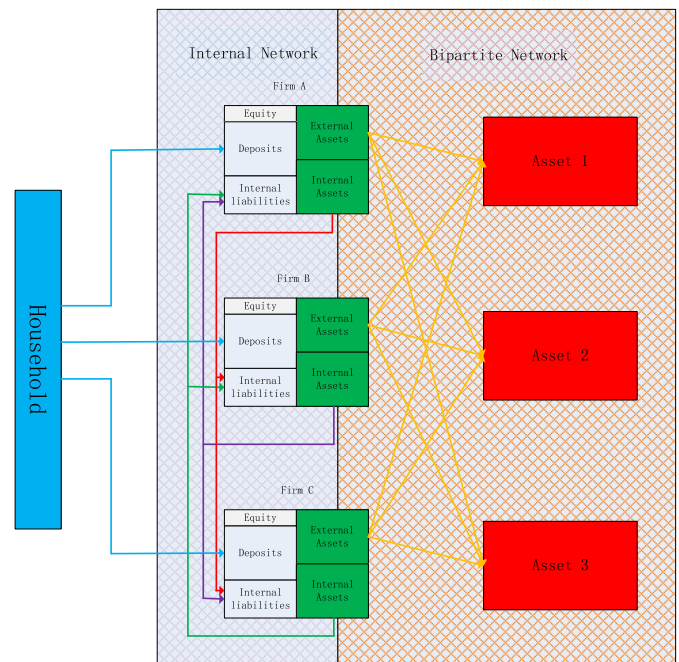 Internal Network
Bipartite Network
Household
Firm A
Equity
Deposits
Internal
liabilities
External
Assets
Internal
Assets
Asset 1
Firm B
Equity
Deposits
Internal
liabilities
External
Assets
Internal
Assets
Asset 2
Firm C
Equity
Deposits
Internal
liabilities
External
Assets
Internal
Assets
Asset 3